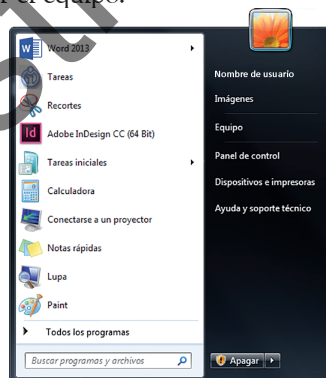 r el equipo.
Word 2013
Tareas
Recortes
Adobe InDesign CC (64 Bit)
Tareas iniciales
Calculadora
Conectarse a un proyector
Notas rápidas
Lupa
Paint
Todos los programas
Buscar programas y archivos
Nombre de usuario
Imágenes
Equipo
Panel de control
Dispositivos e impresoras
Ayuda y soporte técnico
Apagar